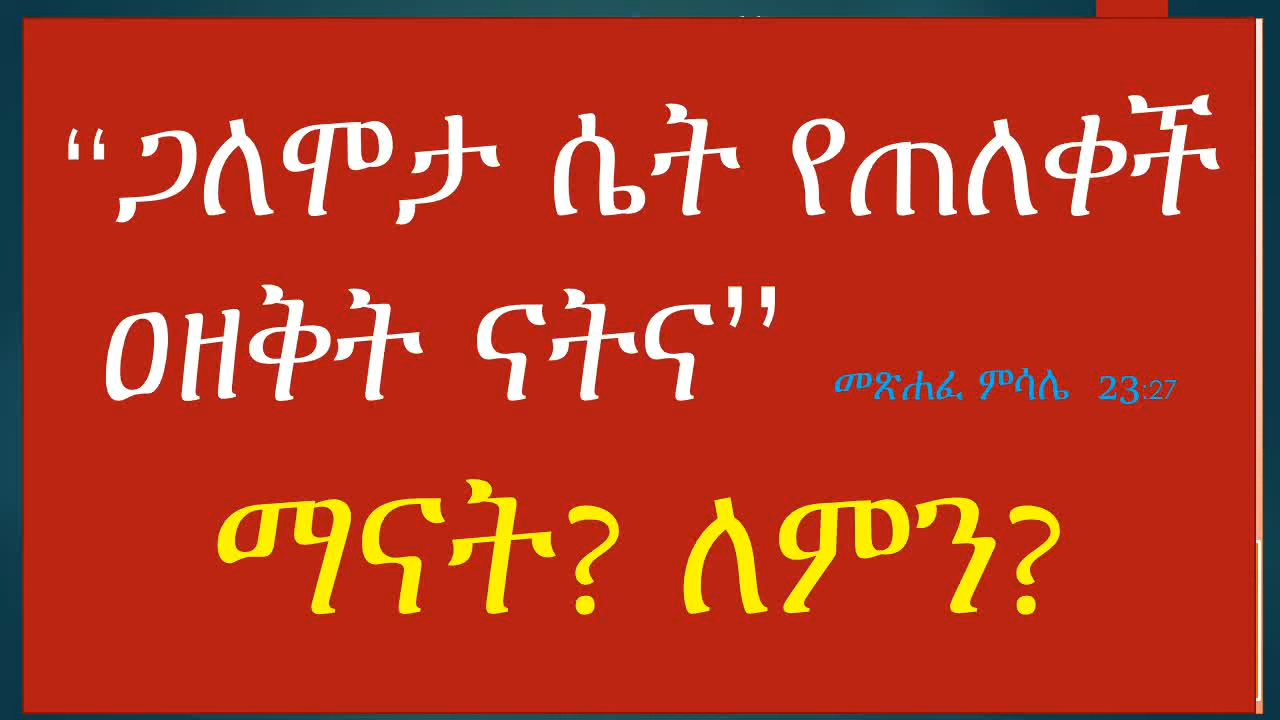 “ጋለሞታ ሴት የጠለቀች
ዐዘቅት ናትና” መጽሐፈ ምሳሌ 23:27
ማናት? ለምን?